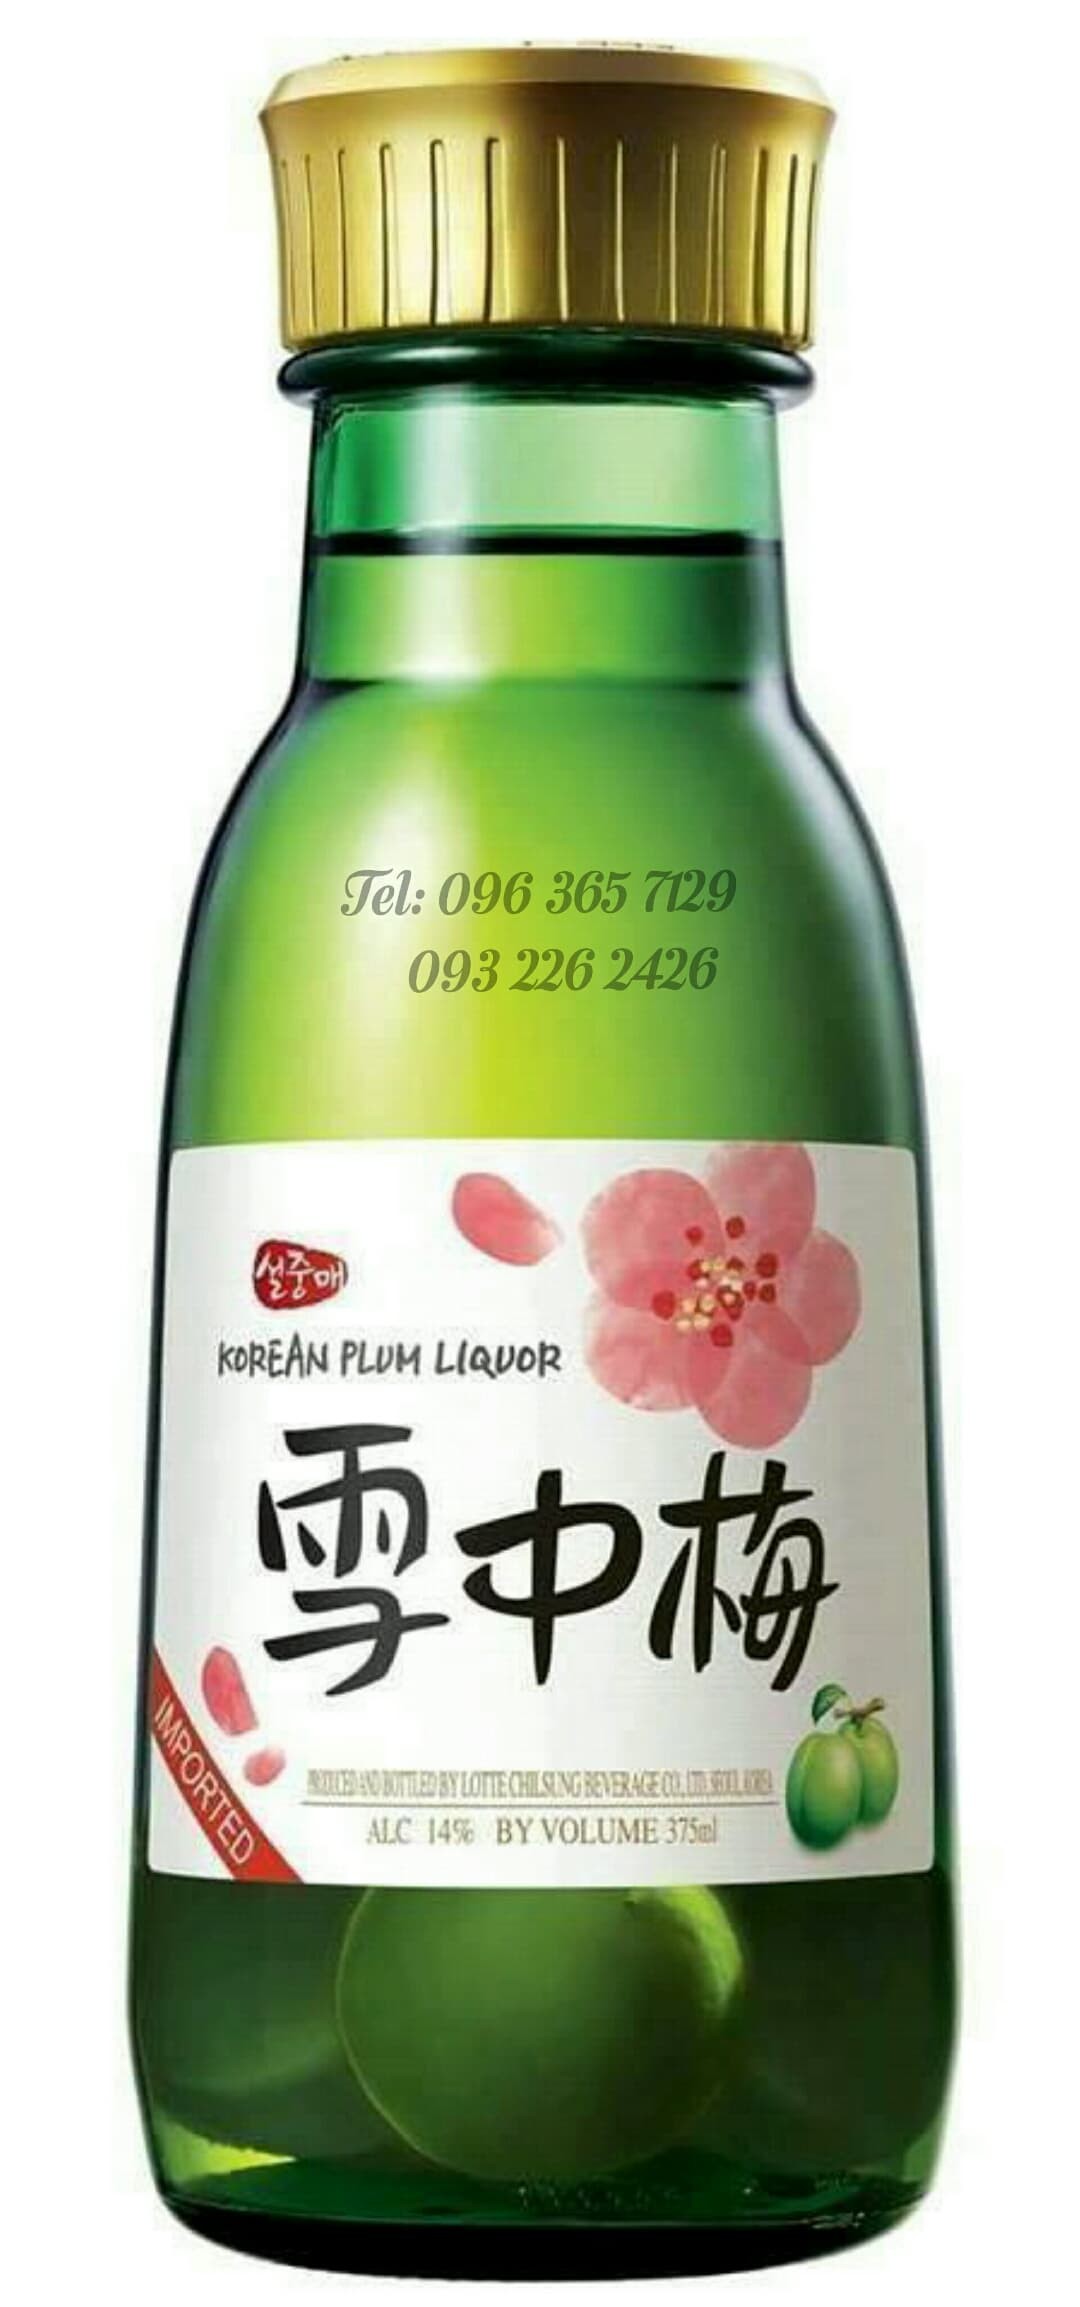 Tel: 096 365 7129
093 226 2426
설중매
KOREAN PLUM LIQUOR
雪中梅
IMPORTED
PRODUCED AND BOTTLED BY LOTTE CHILSUNG BEVERAGE CO., LTD. SEOUL, KOREA
ALC 14% BY VOLUME 375ml